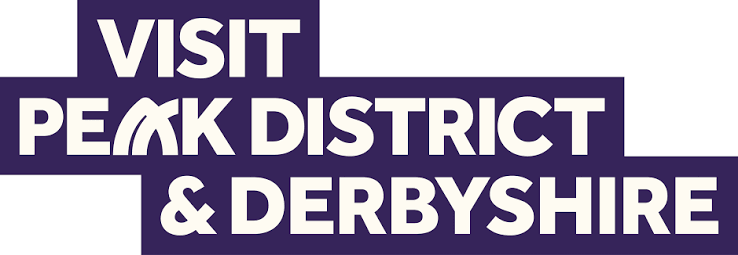 VISIT
PEAK DISTRICT
& DERBYSHIRE